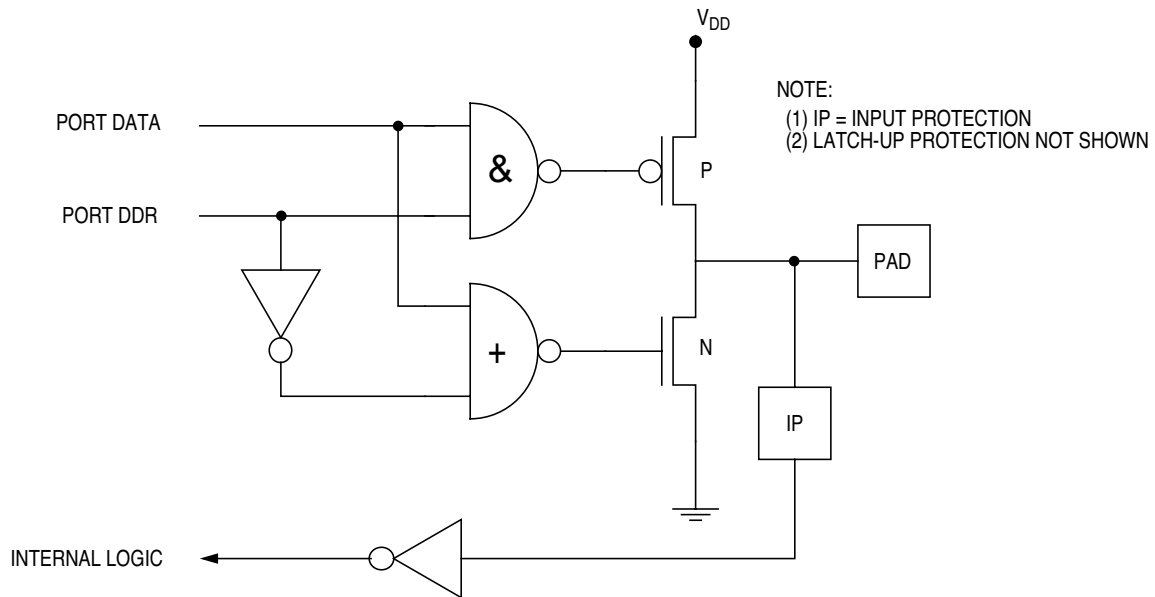 V_DD
NOTE:
(1) IP = INPUT PROTECTION
(2) LATCH-UP PROTECTION NOT SHOWN
PORT DATA
&
P
PORT DDR
PAD
+
N
IP
INTERNAL LOGIC